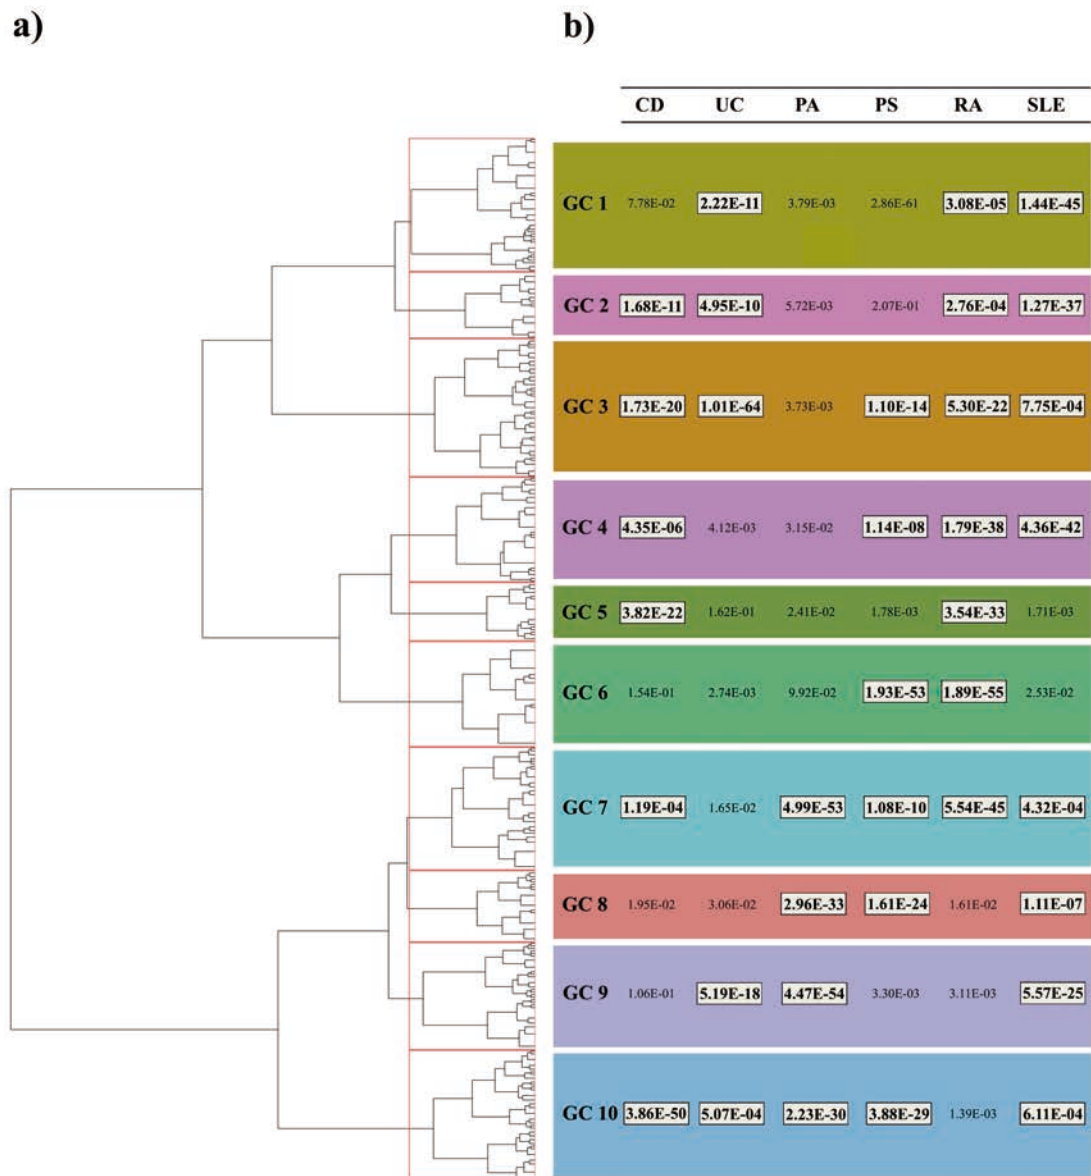 a)
b)
CD UC PA PS RA SLE
GC 1 7.78E-02 2.22E-11 3.79E-03 2.86E-61 3.08E-05 1.44E-45
GC 2 1.68E-11 4.95E-10 5.72E-03 2.07E-01 2.76E-04 1.27E-37
GC 3 1.73E-20 1.01E-64 3.73E-03 1.10E-14 5.30E-22 7.75E-04
GC 4 4.35E-06 4.12E-03 3.15E-02 1.14E-08 1.79E-38 4.36E-42
GC 5 3.82E-22 1.62E-01 2.41E-02 1.78E-03 3.54E-33 1.71E-03
GC 6 1.54E-01 2.74E-03 9.92E-02 1.93E-53 1.89E-55 2.53E-02
GC 7 1.19E-04 1.65E-02 4.99E-53 1.08E-10 5.54E-45 4.32E-04
GC 8 1.95E-02 3.06E-02 2.96E-33 1.61E-24 1.61E-02 1.11E-07
GC 9 1.06E-01 5.19E-18 4.47E-54 3.30E-03 3.11E-03 5.57E-25
GC 10 3.86E-50 5.07E-04 2.23E-30 3.88E-29 1.39E-03 6.11E-04